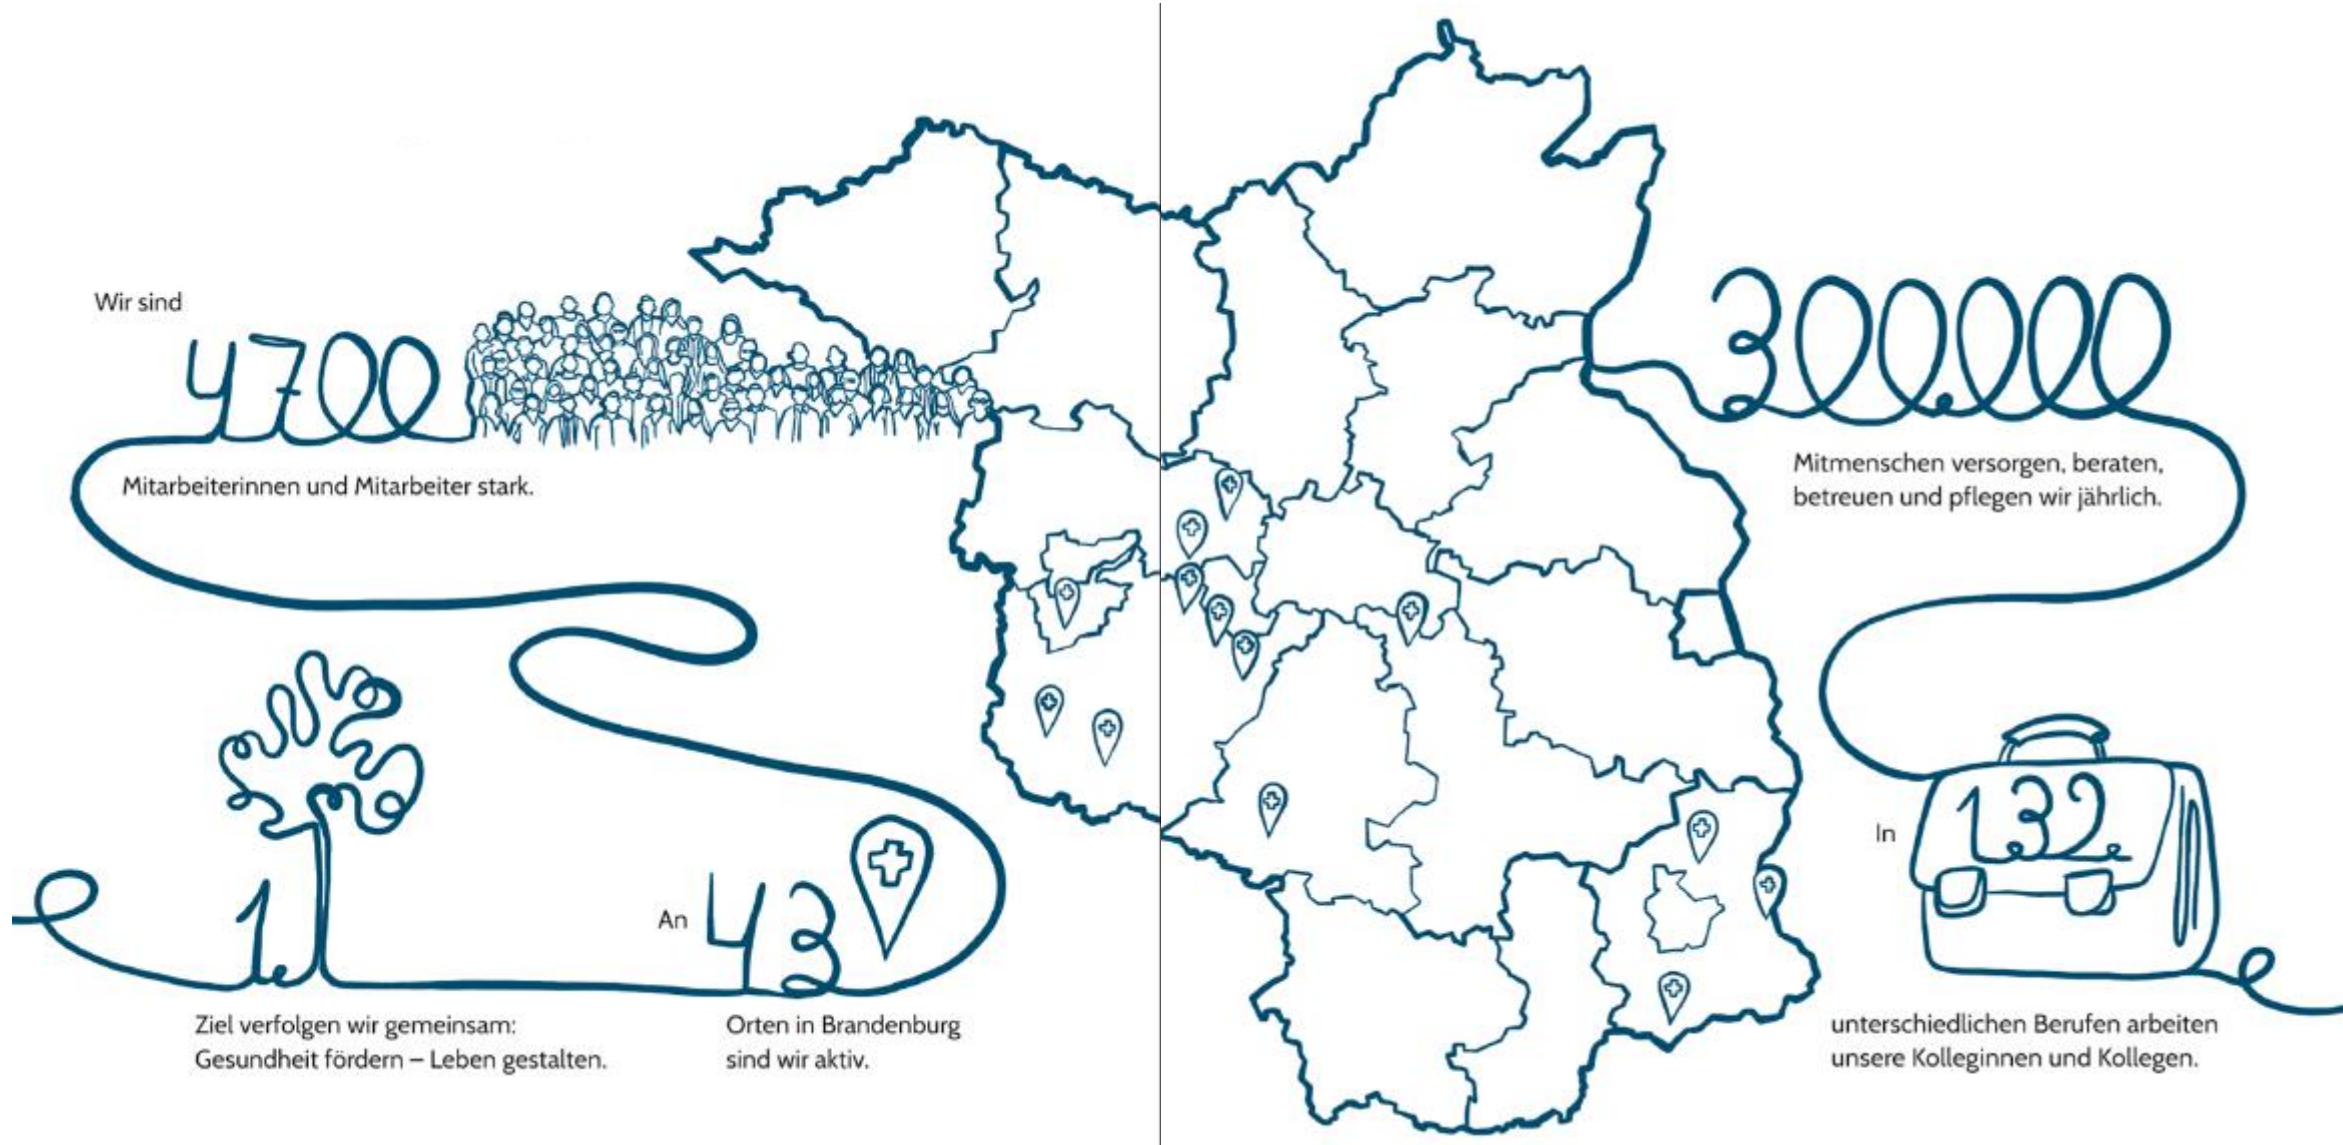 Wir sind
4700
Mitarbeiterinnen und Mitarbeiter stark.
1
Ziel verfolgen wir gemeinsam:
Gesundheit fördern – Leben gestalten.
An 43
Orten in Brandenburg
sind wir aktiv.
300000
Mitmenschen versorgen, beraten,
betreuen und pflegen wir jährlich.
In 132
unterschiedlichen Berufen arbeiten
unsere Kolleginnen und Kollegen.